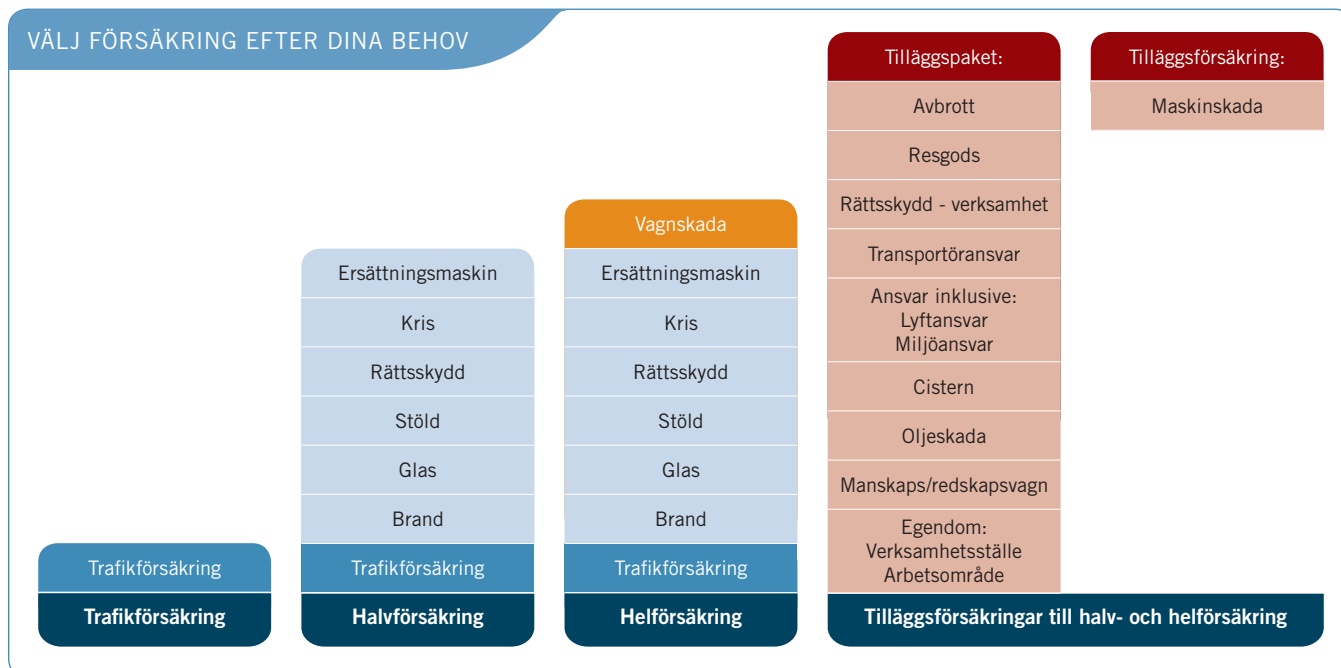 VÄLJ FÖRSÄKRING EFTER DINA BEHOV
Trafikförsäkring
Trafikförsäkring
Ersättningsmaskin
Kris
Rättsskydd
Stöld
Glas
Brand
Trafikförsäkring
Halvförsäkring
Vagnskada
Ersättningsmaskin
Kris
Rättsskydd
Stöld
Glas
Brand
Trafikförsäkring
Helförsäkring
Tilläggspaket:
Avbrott
Resgods
Rättsskydd - verksamhet
Transportöransvar
Ansvar inklusive:
Lyftansvar
Miljöansvar
Cistern
Oljeskada
Manskaps/redskapsvagn
Egendom:
Verksamhetsställe
Arbetsområde
Tilläggsförsäkring:
Maskinskada
Tilläggsförsäkringar till halv- och helförsäkring